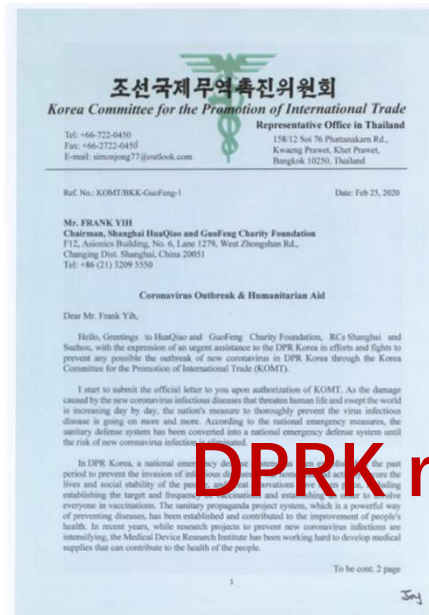 조선국제무역촉진위원회
Korea Committee for the Promotion of International Trade
Representative Office in Thailand
Tel: +66-722-0450
Fax: +66-2722-0450
E-mail: simonjong77@outlook.com
158/12 Soi 76 Phattanakarn Rd.,
Kwaeng Prawet, Khet Prawet,
Bangkok 10250, Thailand
Ref. No.: KOMT/BKK-GuoFeng-1
Date: Feb 25, 2020
Mr. FRANK YIH
Chairman, Shanghai HuaQiao and GuoFeng Charity Foundation
F12, Asionics Building, No. 6, Lane 1279, West Zhongshan Rd.,
Changing Dist. Shanghai, China 20051
Tel: +86 (21) 3209 5550
Coronavirus Outbreak & Humanitarian Aid
Dear Mr. Frank Yih,
Hello, Greetings to HuaQiao and GuoFeng Charity Foundation, RCs Shanghai and
Suzhou, with the expression of an urgent assistance to the DPR Korea in efforts and fights to
prevent any possible the outbreak of new coronavirus in DPR Korea through the Korea
Committee for the Promotion of International Trade (KOMT).
I start to submit the official letter to you upon authorization of KOMT. As the damage
caused by the new coronavirus infectious diseases that threaten human life and swept the world
is increasing day by day, the nation's measure to thoroughly prevent the virus infectious
disease is going on more and more. According to the national emergency measures, the
sanitary defense system has been converted into a national emergency defense system until
the risk of new coronavirus infection is eliminated.
DPRK
In DPR Korea, a national emergency the past
period to prevent the invasion of infectious the
lives and social stability of the people, including
establishing the target and frequency of vaccinations and establishing
everyone in vaccinations. The sanitary propaganda project system, which is a powerful way
of preventing diseases, has been established and contributed to the improvement of people's
health. In recent years, while research projects to prevent new coronavirus infections are
intensifying, the Medical Device Research Institute has been working hard to develop medical
supplies that can contribute to the health of the people.
To be cont. 2 page
1